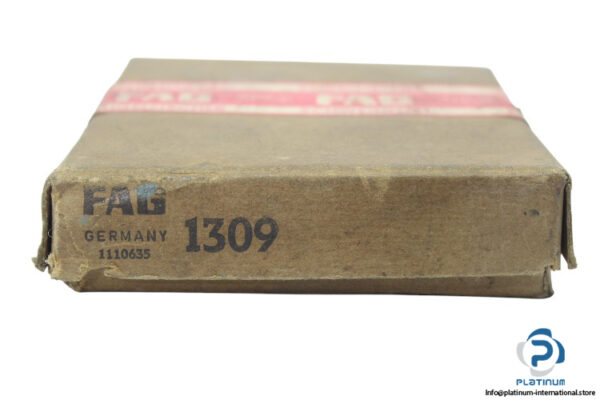 FAG FAG
FAG
GERMANY 1309
1110635
PLATINUM
Info@platinum-international.store